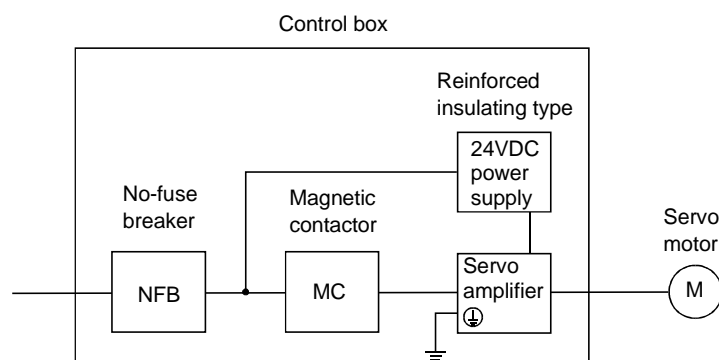 Control box
Reinforced
insulating type
24VDC
power
supply
No-fuse
breaker
Magnetic
contactor
Servo
motor
NFB
MC
Servo
amplifier
M